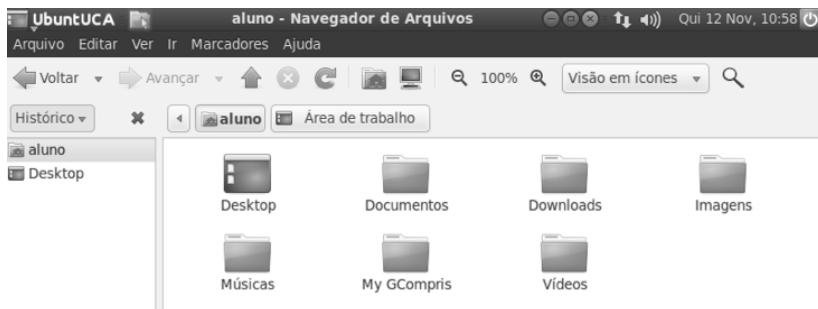 UbuntUCA aluno - Navegador de Arquivos Qui 12 Nov, 10:58
Arquivo Editar Ver Ir Marcadores Ajuda
Voltar Avançar 100% Visão em ícones
Histórico aluno Área de trabalho
aluno
Desktop
Desktop Documentos Downloads Imagens
Músicas My GCompris Vídeos